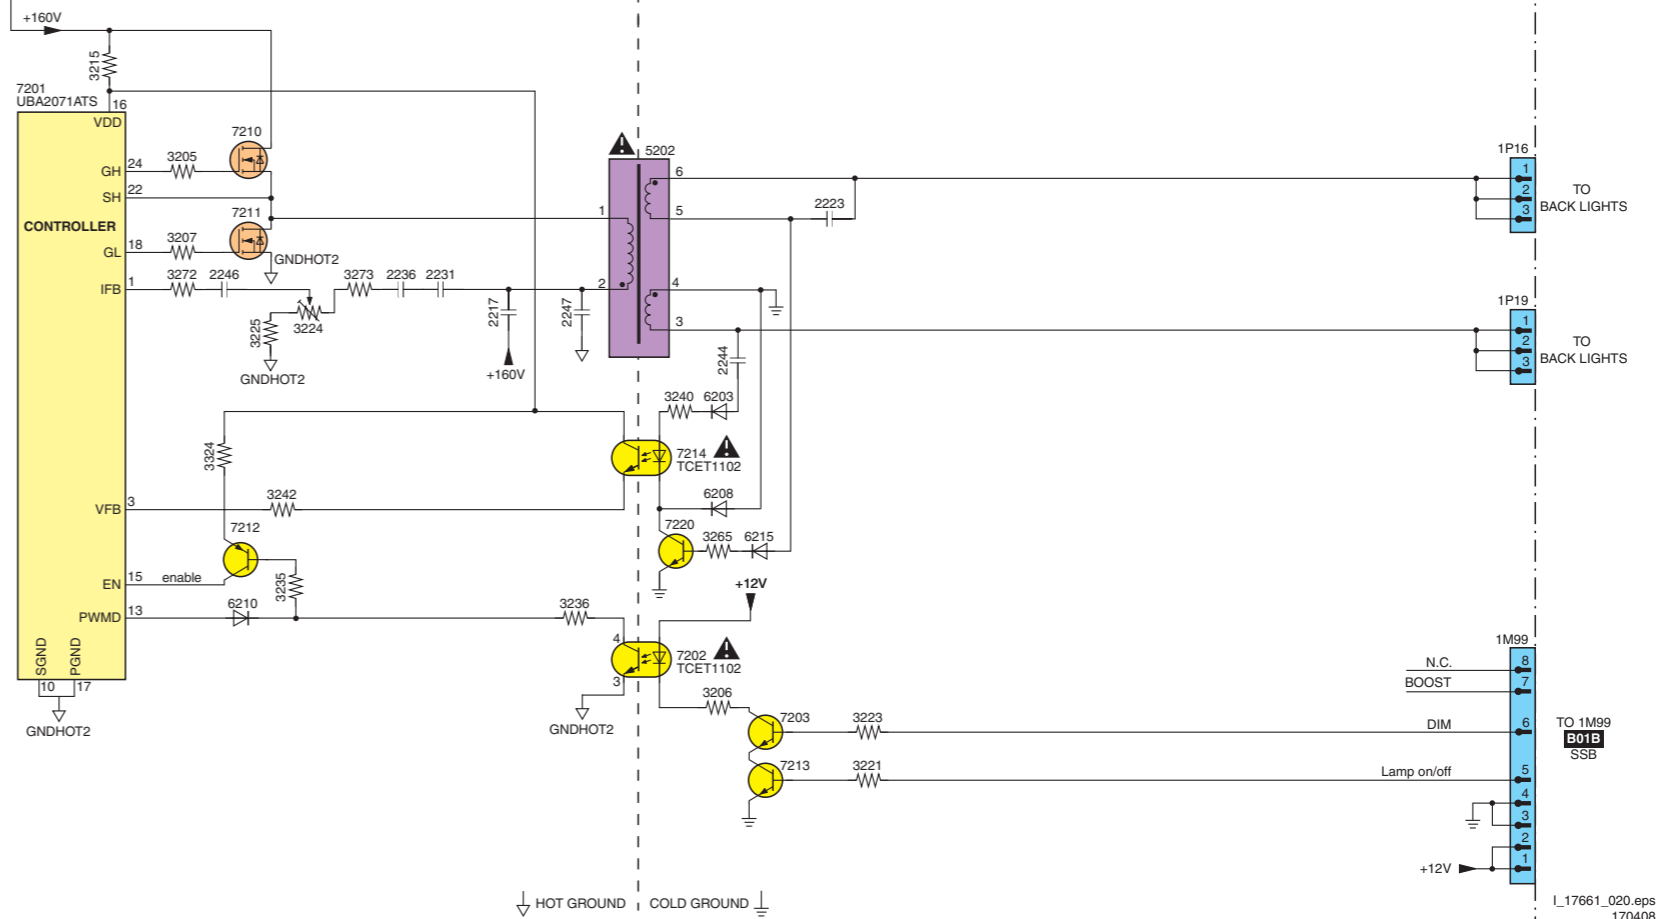 +160V
3215
7201
UBA2071ATS
16
VDD
7210
3205
24
GH
22
SH
7211
CONTROLLER
3207
18
GL
GNDHOT2
3272
2246
3273
2236
2231
1
IFB
3224
3225
GNDHOT2
2217
+160V
2247
5202
1
2
6
5
4
3
2223
2244
1P16
1
2
3
TO
BACK LIGHTS
1P19
1
2
3
TO
BACK LIGHTS
3240
6203
3324
7214
TCET1102
3242
3
VFB
6208
7212
7220
3265
6215
15
EN
enable
3235
+12V
6210
13
PWMD
3236
4
3
7202
TCET1102
SGND
PGND
10
17
GNDHOT2
GNDHOT2
3206
7203
3223
7213
3221
1M99
N.C.
8
BOOST
7
DIM
6
Lamp on/off
5
4
3
2
1
+12V
TO 1M99
B01B
SSB
HOT GROUND
COLD GROUND
I_17661_020.eps
170408